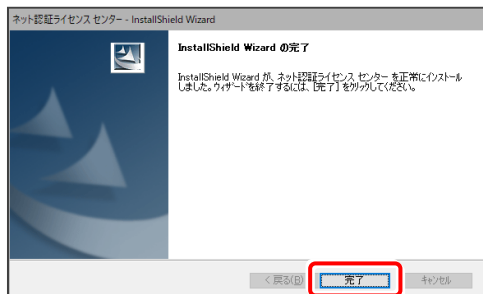 ネット認証ライセンス センター - InstallShield Wizard
InstallShield Wizard の完了
InstallShield Wizard が、ネット認証ライセンス センター を正常にインストール
しました。ウィザードを終了するには、[完了] をクリックしてください。
< 戻る(B) 完了 キャンセル